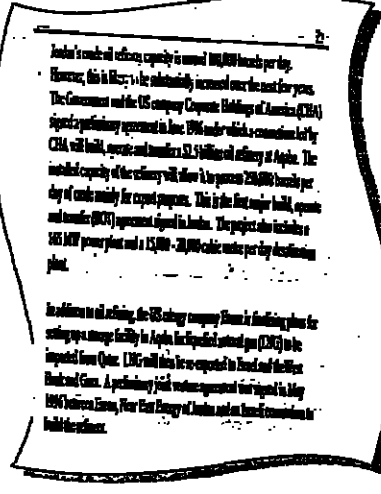 Jordan's crude oil refinery capacity is around 100,000 barrels per day.
However, this is likely to be substantially increased over the next few years.
The Government and the US company Corporate Holdings of America (CHA)
signed a preliminary agreement in June 1996 under which a consortium led by
CHA will build, operate and transfer a $2.5 billion oil refinery at Aqaba. The
installed capacity of the refinery will allow it to process 250,000 barrels per
day of crude mainly for export purposes. This is the first major build, operate
and transfer (BOT) agreement signed in Jordan. The project also includes a
MW power plant and a 15,000 - 20,000 cubic metre per day desalination
plant.
In addition to oil refining, the US energy company Enron is finalizing plans for
setting up a storage facility in Aqaba for liquefied natural gas (LNG) to be
imported from Qatar. LNG will then be re-exported to Israel and the West
Bank and Gaza. A preliminary joint venture agreement was signed in May
1996 between Enron, Near East Energy of Jordan and an Israeli consortium to
build the